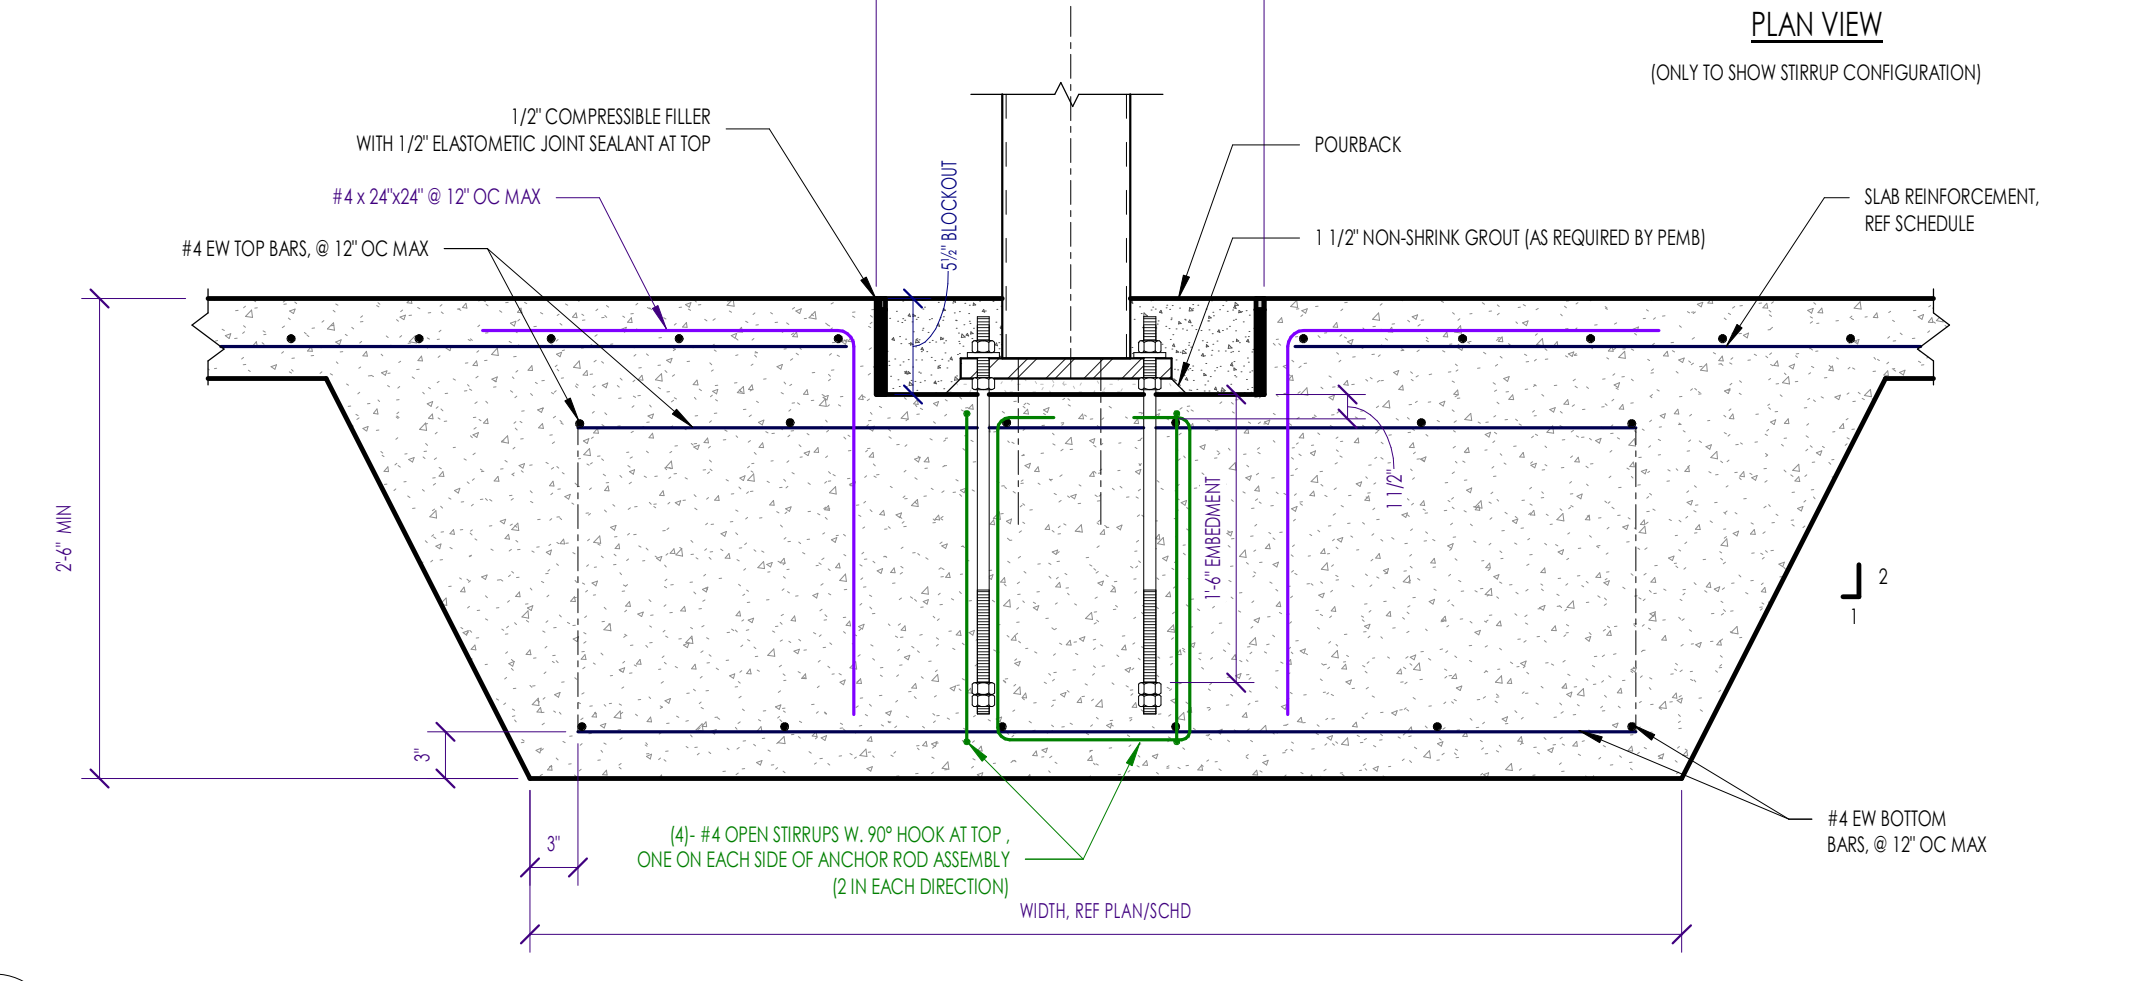 PLAN VIEW
(ONLY TO SHOW STIRRUP CONFIGURATION)
1/2" COMPRESSIBLE FILLER
WITH 1/2" ELASTOMETIC JOINT SEALANT AT TOP
POURBACK
#4 x 24"x24" @ 12" OC MAX
5½" BLOCKOUT
SLAB REINFORCEMENT,
REF SCHEDULE
#4 EW TOP BARS, @ 12" OC MAX
1 1/2" NON-SHRINK GROUT (AS REQUIRED BY PEMB)
2'-6" MIN
1'-6" EMBEDMENT
1 1/2"
2
1
3"
3"
(4)- #4 OPEN STIRRUPS W. 90° HOOK AT TOP ,
ONE ON EACH SIDE OF ANCHOR ROD ASSEMBLY
(2 IN EACH DIRECTION)
#4 EW BOTTOM
BARS, @ 12" OC MAX
WIDTH, REF PLAN/SCHD